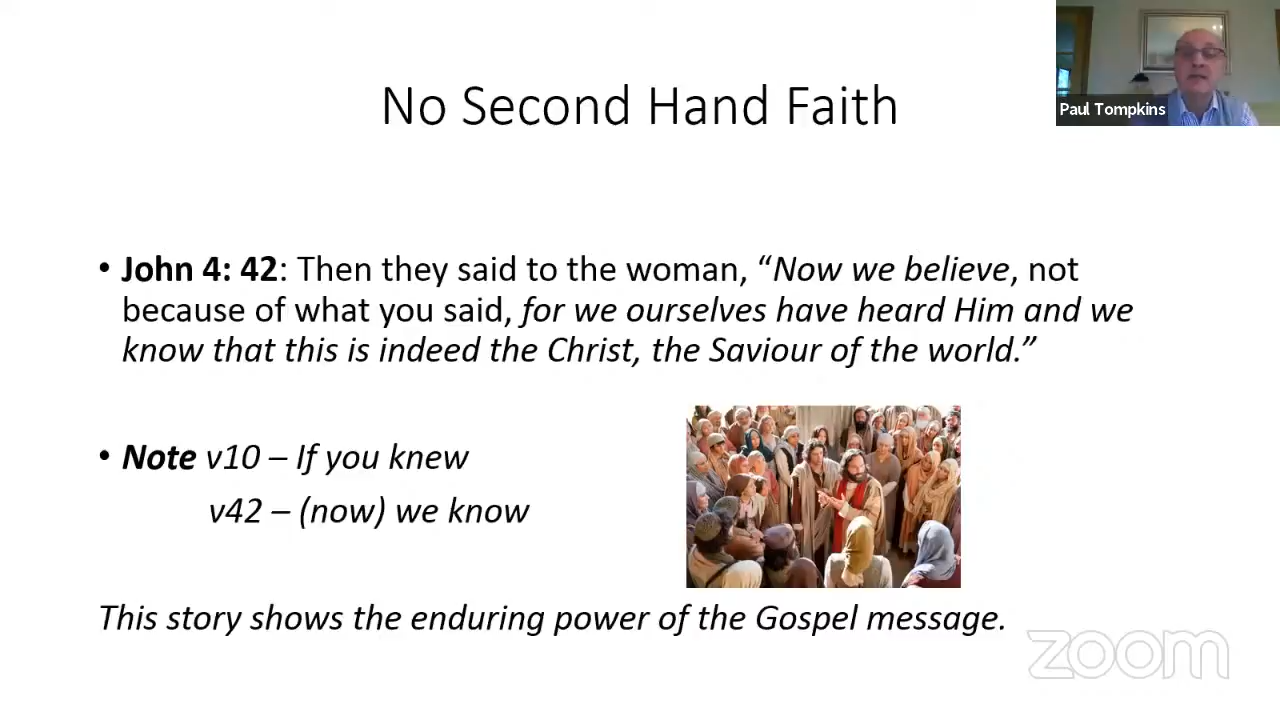 No Second Hand Faith
Paul Tompkins
• John 4: 42: Then they said to the woman, “Now we believe, not
because of what you said, for we ourselves have heard Him and we
know that this is indeed the Christ, the Saviour of the world.”
• Note v10 – If you knew
v42 – (now) we know
This story shows the enduring power of the Gospel message.
zoom